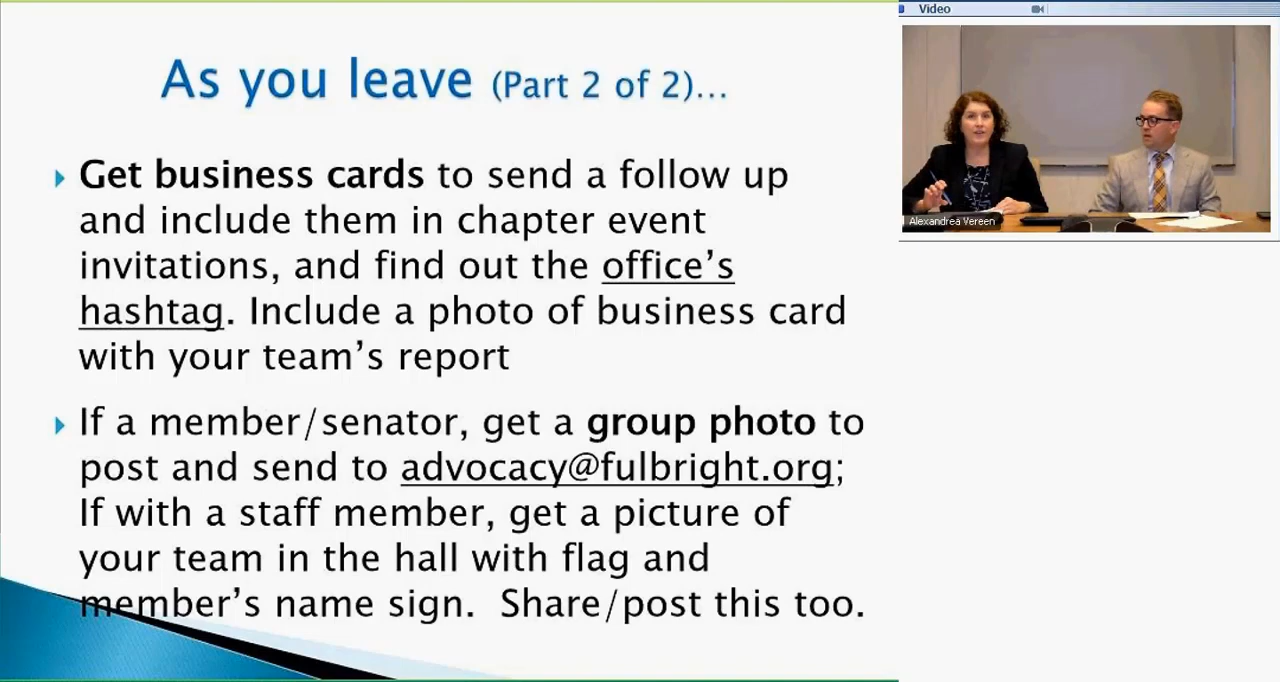 As you leave (Part 2 of 2)...
Get business cards to send a follow up
and include them in chapter event
invitations, and find out the office’s
hashtag. Include a photo of business card
with your team’s report
If a member/senator, get a group photo to
post and send to advocacy@fulbright.org;
If with a staff member, get a picture of
your team in the hall with flag and
member’s name sign.  Share/post this too.
Video
Alexandrea Vereen